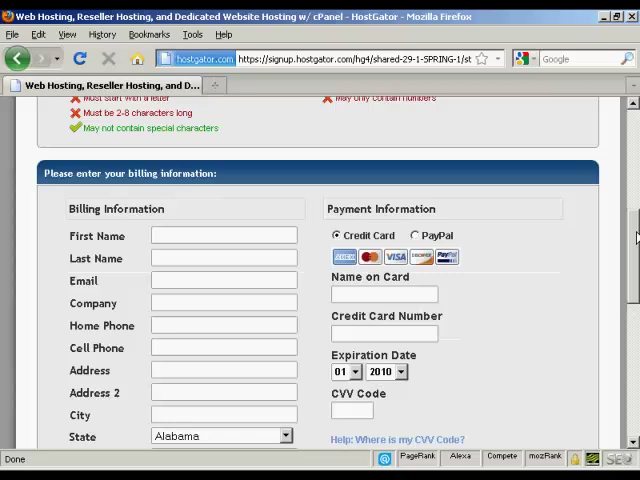 Web Hosting, Reseller Hosting, and Dedicated Website Hosting w/ cPanel - HostGator - Mozilla Firefox
File Edit View History Bookmarks Tools Help
hostgator.com https://signup.hostgator.com/hg4/shared-29-1-SPRING-1/st Google
Web Hosting, Reseller Hosting, and D...
Must start with a letter May only contain numbers
Must be 2-8 characters long
May not contain special characters
Please enter your billing information:
Billing Information Payment Information
First Name Credit Card PayPal
Last Name AMEX VISA DISCOVER PayPal
Email Name on Card
Company Credit Card Number
Home Phone
Cell Phone Expiration Date
Address 01 2010
Address 2 CVV Code
City
State Alabama Help: Where is my CVV Code?
Done PageRank Alexa Compete mozRank SEO